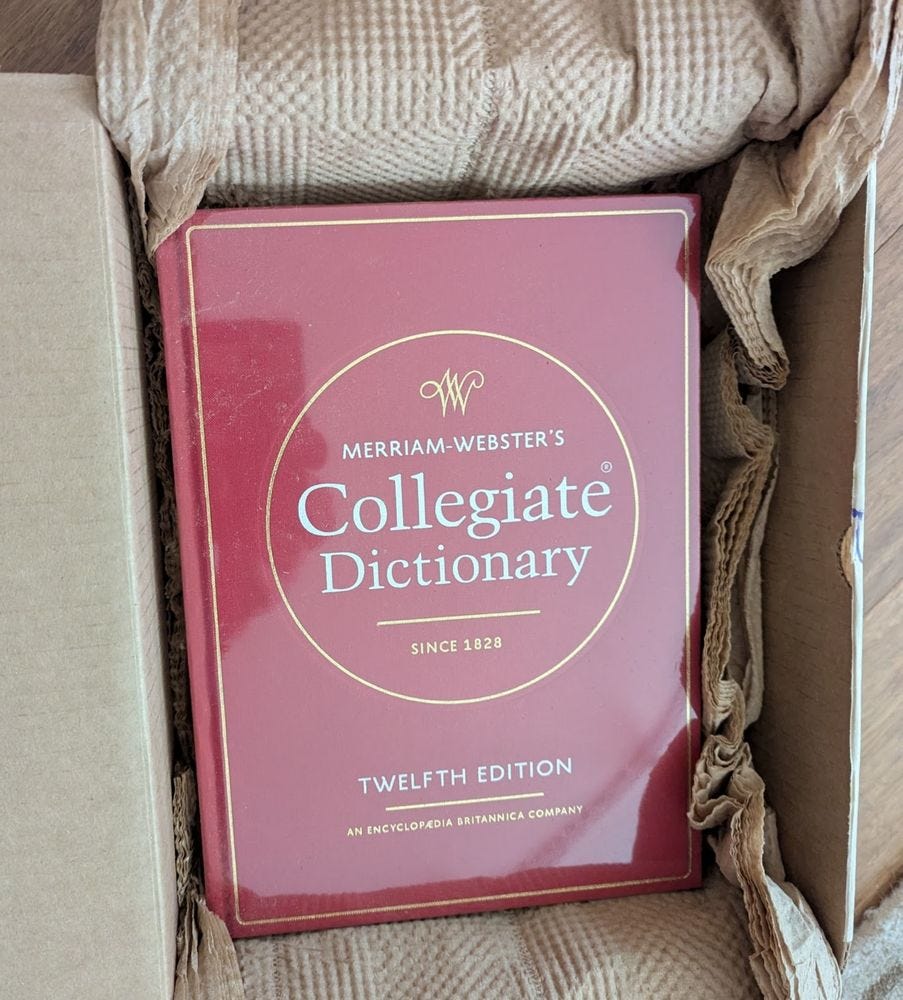 MERRIAM-WEBSTER'S
Collegiate®
Dictionary
SINCE 1828
TWELFTH EDITION
AN ENCYCLOPÆDIA BRITANNICA COMPANY